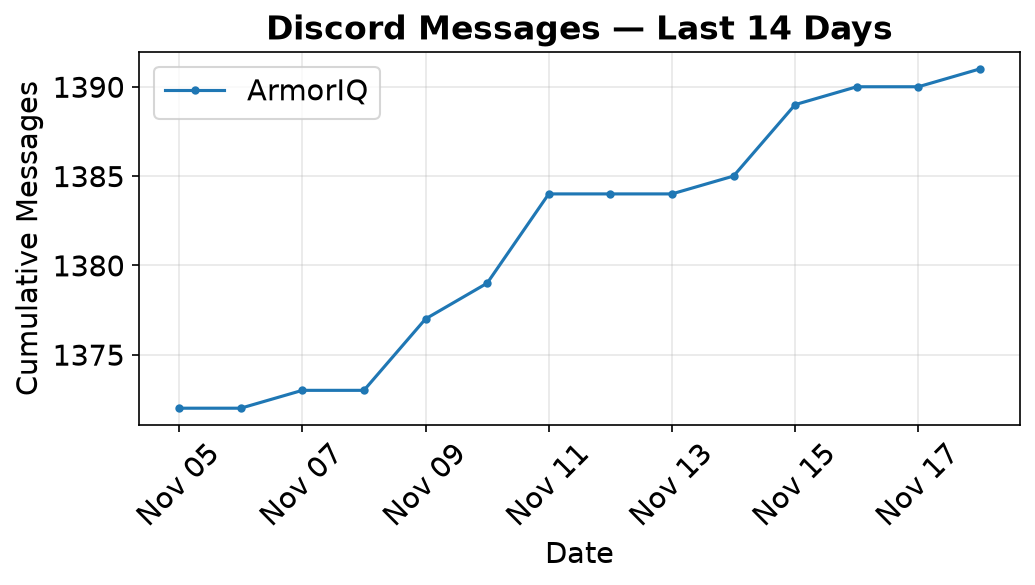 Discord Messages — Last 14 Days
ArmorIQ
Cumulative Messages
1390
1385
1380
1375
Nov 05
Nov 07
Nov 09
Nov 11
Nov 13
Nov 15
Nov 17
Date